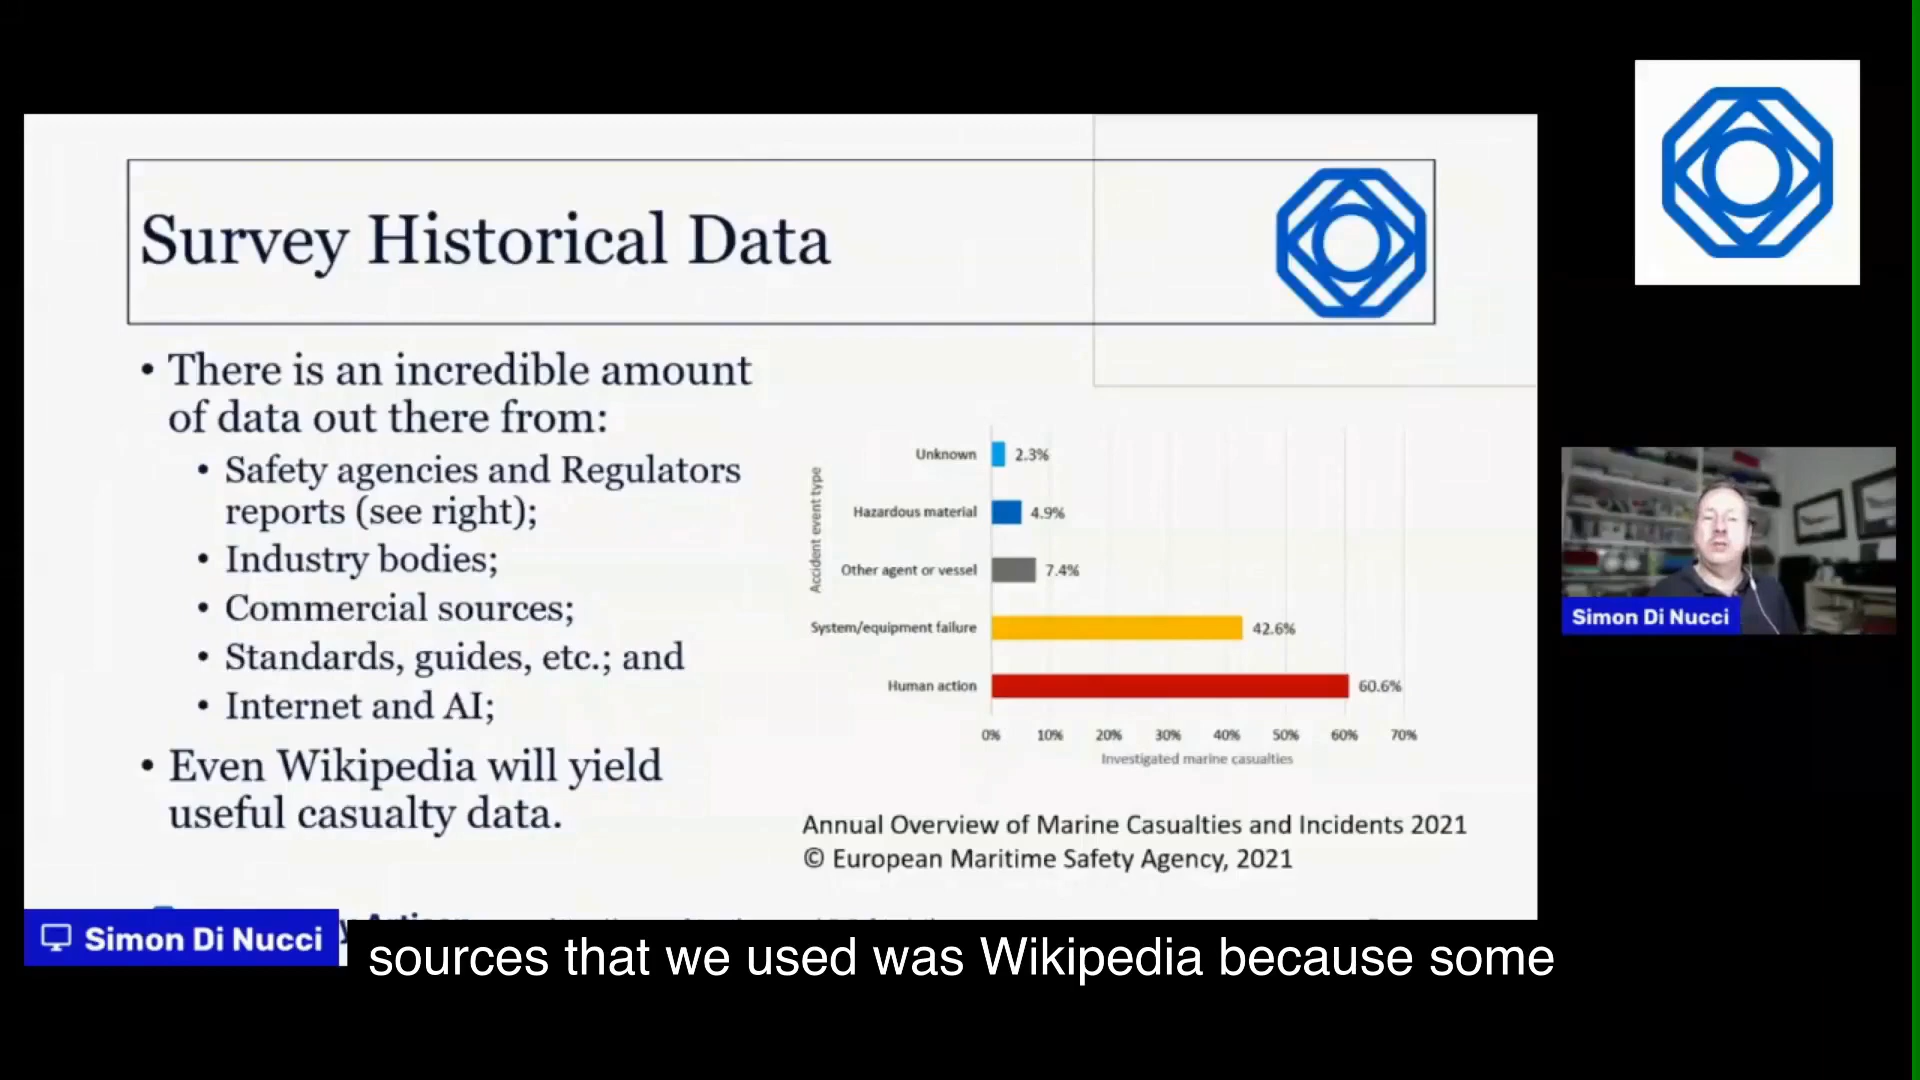 Survey Historical Data
• There is an incredible amount
of data out there from:
• Safety agencies and Regulators
reports (see right);
• Industry bodies;
• Commercial sources;
• Standards, guides, etc.; and
• Internet and AI;
• Even Wikipedia will yield
useful casualty data.
Accident event type
Unknown 2.3%
Hazardous material 4.9%
Other agent or vessel 7.4%
System/equipment failure 42.6%
Human action 60.6%
0% 10% 20% 30% 40% 50% 60% 70%
Investigated marine casualties
Annual Overview of Marine Casualties and Incidents 2021
© European Maritime Safety Agency, 2021
Simon Di Nucci
Simon Di Nucci
sources that we used was Wikipedia because some